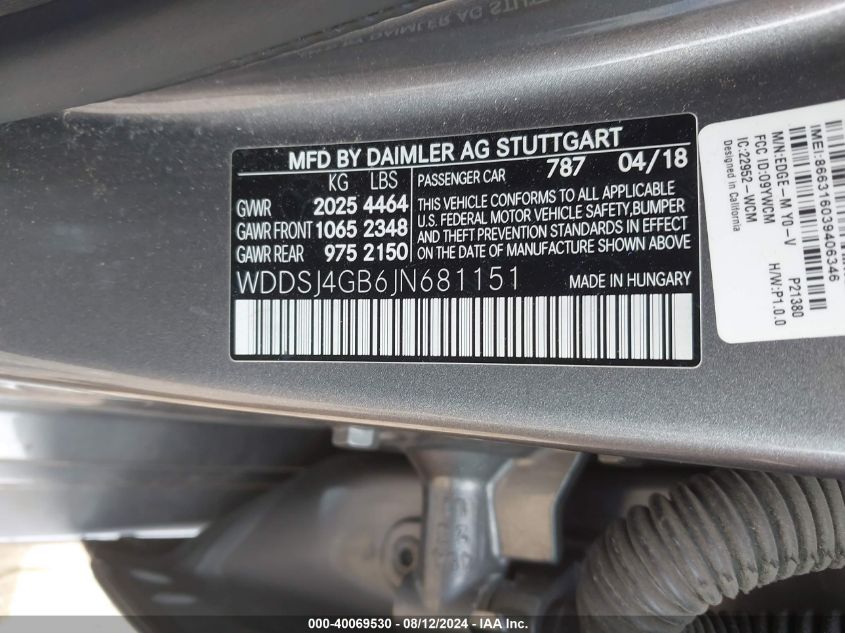 MFD BY DAIMLER AG STUTTGART
KG LBS
GVWR 2025 4464
GAWR FRONT 1065 2348
GAWR REAR 975 2150
PASSENGER CAR 787 04/18
THIS VEHICLE CONFORMS TO ALL APPLICABLE
U.S. FEDERAL MOTOR VEHICLE SAFETY,BUMPER
AND THEFT PREVENTION STANDARDS IN EFFECT
ON THE DATE OF MANUFACTURE SHOWN ABOVE
WDDSJ4GB6JN681151 MADE IN HUNGARY
IMEI:866316039406346
M/N:EDGE-M YO-V P21380
FCC ID:O9YWCM H/W:P1.0.0
IC:22952-WCM
Designed in California
000-40069530 - 08/12/2024 - IAA Inc.